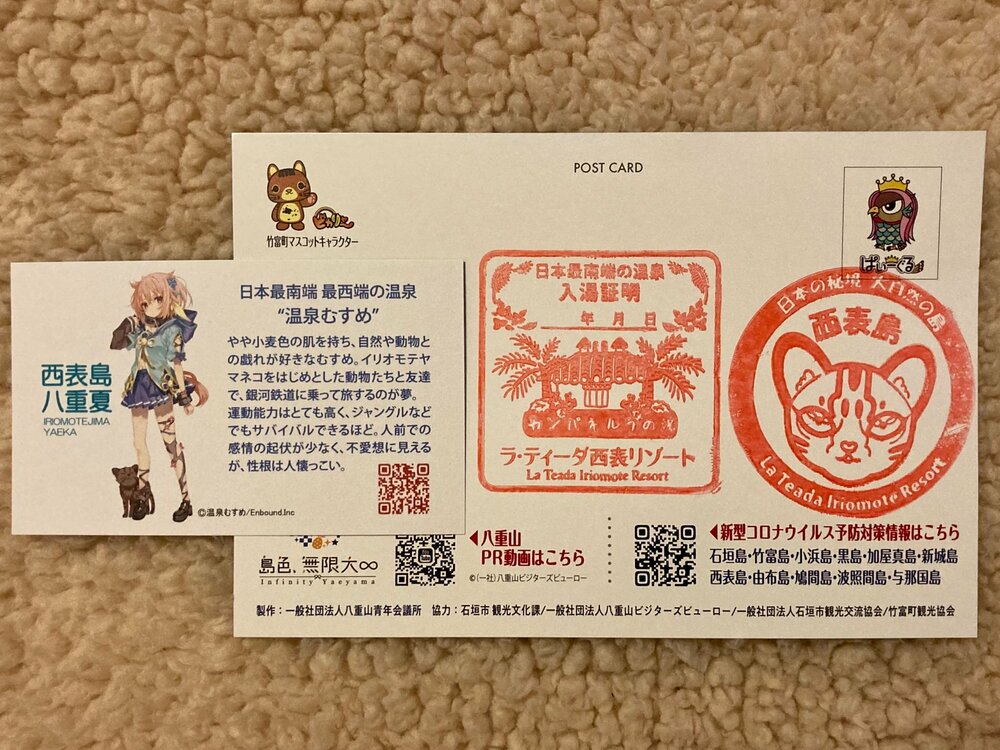 POST CARD
ぴかりゃ〜
竹富町マスコットキャラクター
ぱいーぐる
西表島
八重夏
IRIOMOTEJIMA
YAEKA
日本最南端 最西端の温泉
“温泉むすめ”
やや小麦色の肌を持ち、自然や動物と
の戯れが好きなむすめ。イリオモテヤ
マネコをはじめとした動物たちと友達
で、銀河鉄道に乗って旅するのが夢。
運動能力はとても高く、ジャングルなど
でもサバイバルできるほど。人前での
感情の起伏が少なく、不愛想に見える
が、性根は人懐っこい。
©温泉むすめ/Enbound.Inc
日本最南端の温泉
入湯証明
年 月 日
カンパネルラの湯
ラ・ティーダ西表リゾート
La Teada Iriomote Resort
日本の秘境 大自然の島
西表島
La Teada Iriomote Resort
島色、無限大∞
Infinity Yaeyama
◀八重山
PR動画はこちら
©(一社)八重山ビジターズビューロー
◀新型コロナウイルス予防対策情報はこちら
石垣島・竹富島・小浜島・黒島・加屋真島・新城島
西表島・由布島・鳩間島・波照間島・与那国島
製作：一般社団法人八重山青年会議所 協力：石垣市 観光文化課/一般社団法人八重山ビジターズビューロー/一般社団法人石垣市観光交流協会/竹富町観光協会